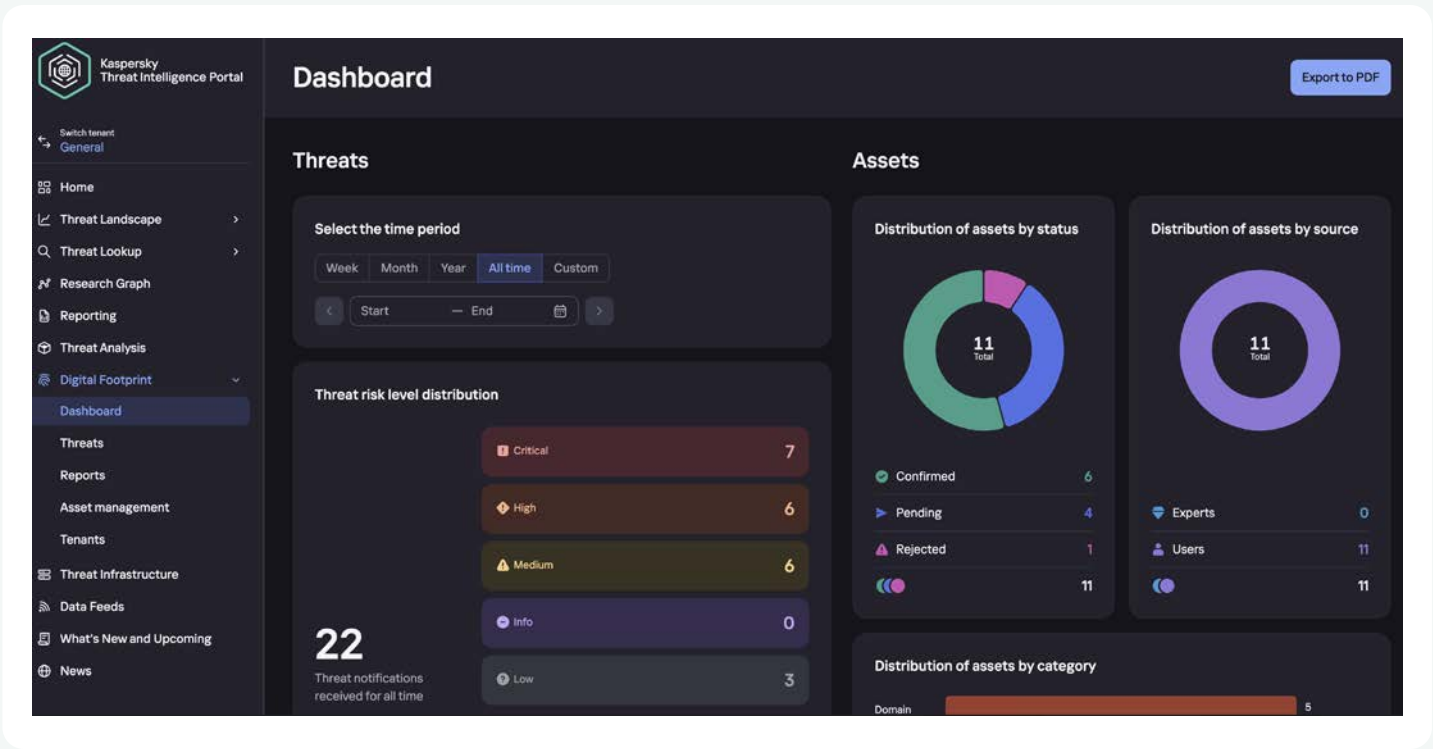 Kaspersky
Threat Intelligence Portal
Switch tenant
General
Home
Threat Landscape
Threat Lookup
Research Graph
Reporting
Threat Analysis
Digital Footprint
Dashboard
Threats
Reports
Asset management
Tenants
Threat Infrastructure
Data Feeds
What's New and Upcoming
News
Dashboard
Export to PDF
Threats
Select the time period
Week Month Year All time Custom
Start — End
Threat risk level distribution
22
Threat notifications
received for all time
Critical 7
High 6
Medium 6
Info 0
Low 3
Assets
Distribution of assets by status
11
Total
Confirmed 6
Pending 4
Rejected 1
11
Distribution of assets by source
11
Total
Experts 0
Users 11
11
Distribution of assets by category
Domain 5